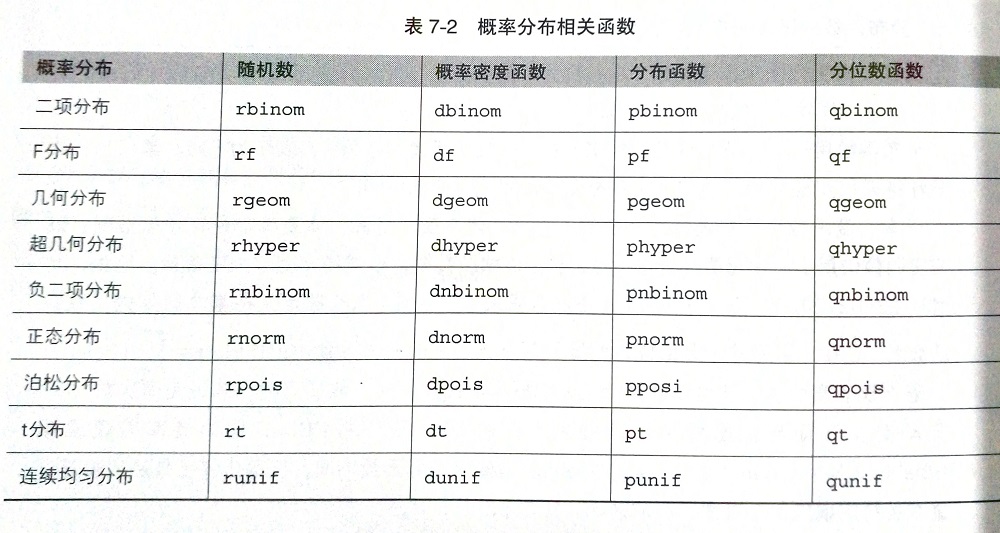 表 7-2 概率分布相关函数
概率分布 随机数 概率密度函数 分布函数 分位数函数
二项分布 rbinom dbinom pbinom qbinom
F分布 rf df pf qf
几何分布 rgeom dgeom pgeom qgeom
超几何分布 rhyper dhyper phyper qhyper
负二项分布 rnbinom dnbinom pnbinom qnbinom
正态分布 rnorm dnorm pnorm qnorm
泊松分布 rpois dpois pposi qpois
t分布 rt dt pt qt
连续均匀分布 runif dunif punif qunif